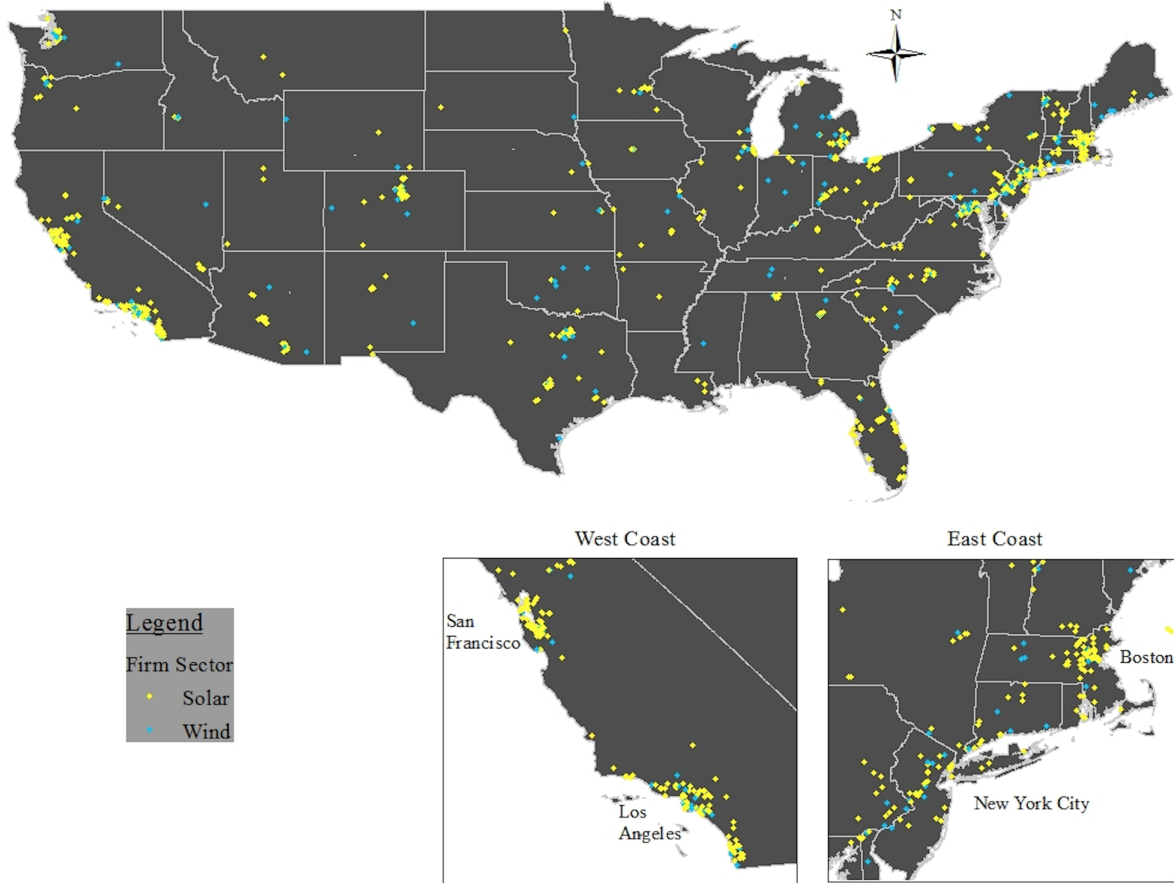 N
West Coast
East Coast
San
Francisco
Los
Angeles
Boston
New York City
Legend
Firm Sector
Solar
Wind